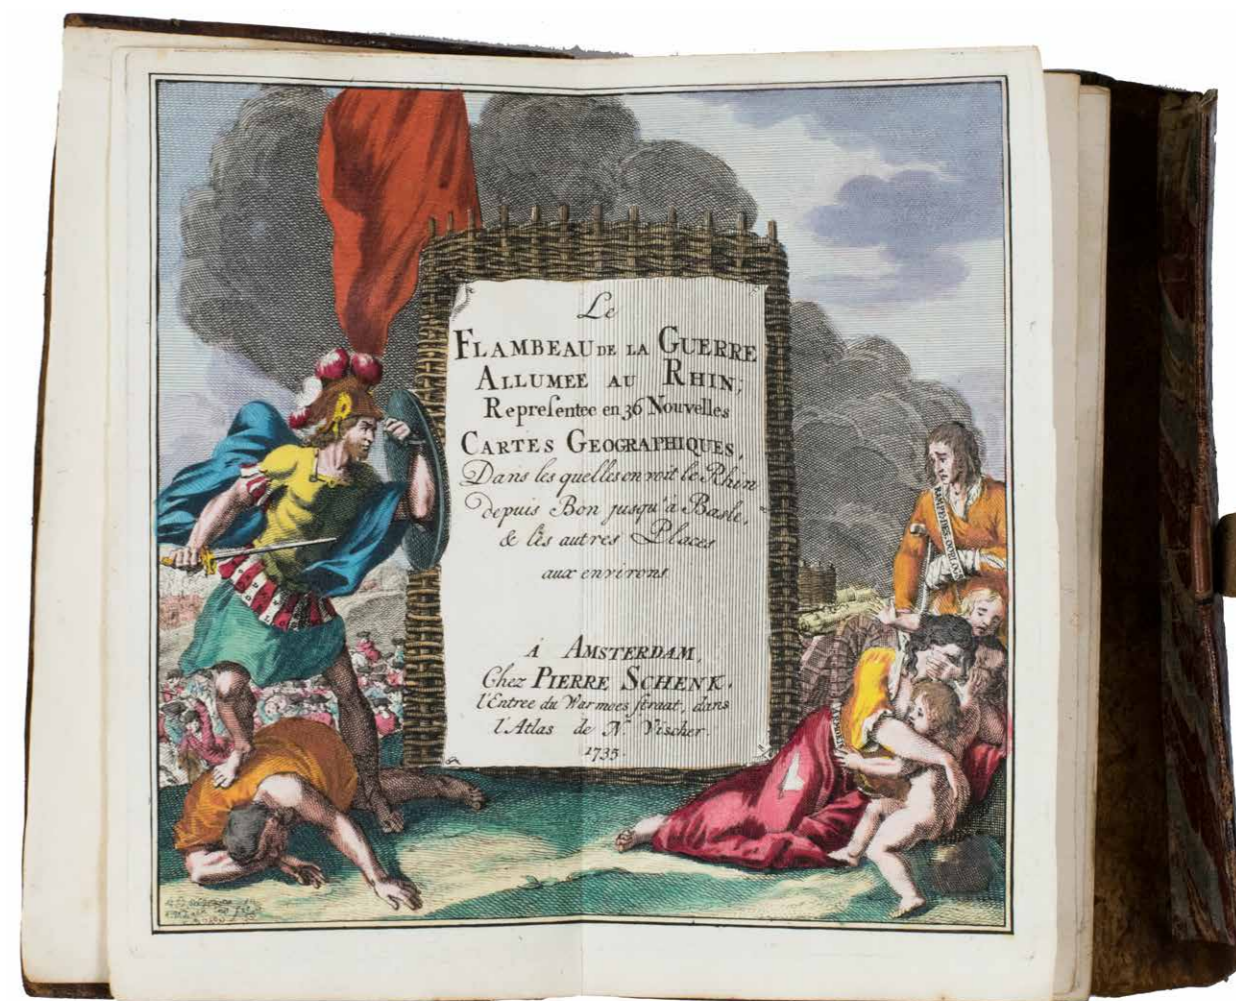 Le
FLAMBEAU DE LA GUERRE
ALLUMEE AU RHIN;
Repreſentee en 36 Nouvelles
CARTES GEOGRAPHIQUES,
Dans les quelles on voit le Rhin
depuis Bon jusqu'à Basle,
& lès autres Places
aux environs
á AMSTERDAM,
Chez PIERRE SCHENK.
l'Entree du Warmoes ſtraat, dans
l'Atlas de N. Viſcher.
1735.